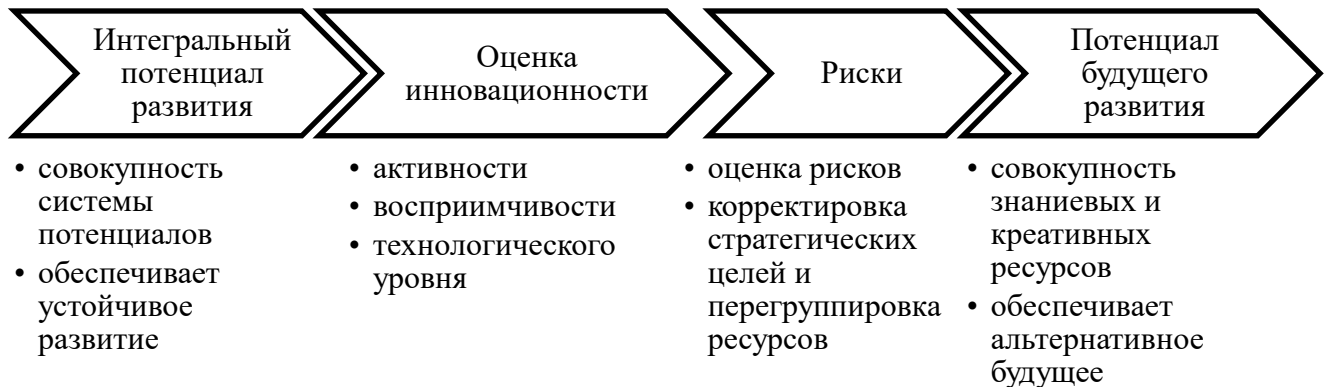 Интегральный
потенциал
развития
Оценка
инновационности
Риски
Потенциал
будущего
развития
• совокупность
системы
потенциалов
• обеспечивает
устойчивое
развитие
• активности
• восприимчивости
• технологического
уровня
• оценка рисков
• корректировка
стратегических
целей и
перегруппировка
ресурсов
• совокупность
знаниевых и
креативных
ресурсов
• обеспечивает
альтернативное
будущее